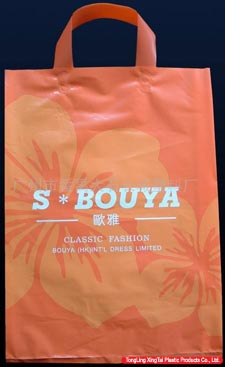 S * BOUYA
歐雅
CLASSIC FASHION
BOUYA (HK)INT'L DRESS LIMITED
TongLing XingTai Plastic Products Co., Ltd.